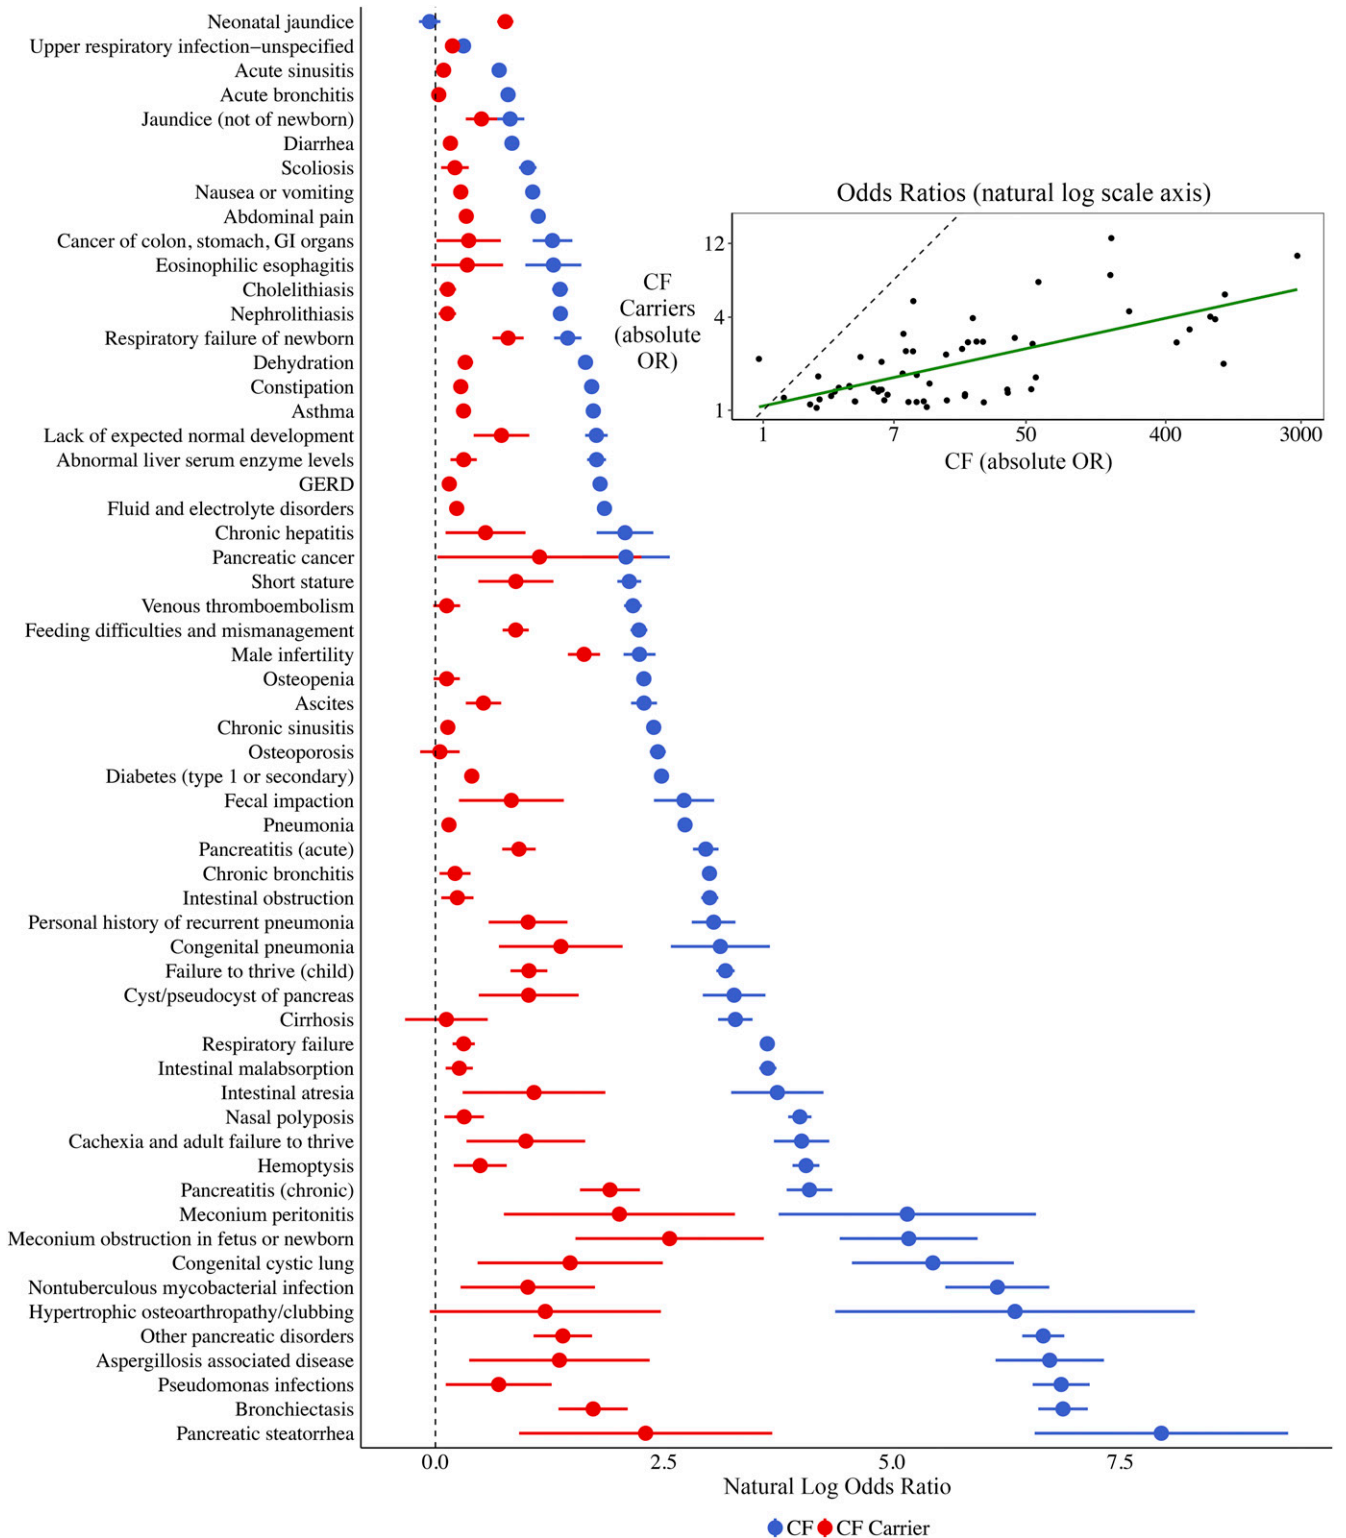 Neonatal jaundice
Upper respiratory infection–unspecified
Acute sinusitis
Acute bronchitis
Jaundice (not of newborn)
Diarrhea
Scoliosis
Nausea or vomiting
Abdominal pain
Cancer of colon, stomach, GI organs
Eosinophilic esophagitis
Cholelithiasis
Nephrolithiasis
Respiratory failure of newborn
Dehydration
Constipation
Asthma
Lack of expected normal development
Abnormal liver serum enzyme levels
GERD
Fluid and electrolyte disorders
Chronic hepatitis
Pancreatic cancer
Short stature
Venous thromboembolism
Feeding difficulties and mismanagement
Male infertility
Osteopenia
Ascites
Chronic sinusitis
Osteoporosis
Diabetes (type 1 or secondary)
Fecal impaction
Pneumonia
Pancreatitis (acute)
Chronic bronchitis
Intestinal obstruction
Personal history of recurrent pneumonia
Congenital pneumonia
Failure to thrive (child)
Cyst/pseudocyst of pancreas
Cirrhosis
Respiratory failure
Intestinal malabsorption
Intestinal atresia
Nasal polyposis
Cachexia and adult failure to thrive
Hemoptysis
Pancreatitis (chronic)
Meconium peritonitis
Meconium obstruction in fetus or newborn
Congenital cystic lung
Nontuberculous mycobacterial infection
Hypertrophic osteoarthropathy/clubbing
Other pancreatic disorders
Aspergillosis associated disease
Pseudomonas infections
Bronchiectasis
Pancreatic steatorrhea
0.0 2.5 5.0 7.5
Natural Log Odds Ratio
CF CF Carrier
Odds Ratios (natural log scale axis)
CF
Carriers
(absolute
OR)
12
4
1
1 7 50 400 3000
CF (absolute OR)